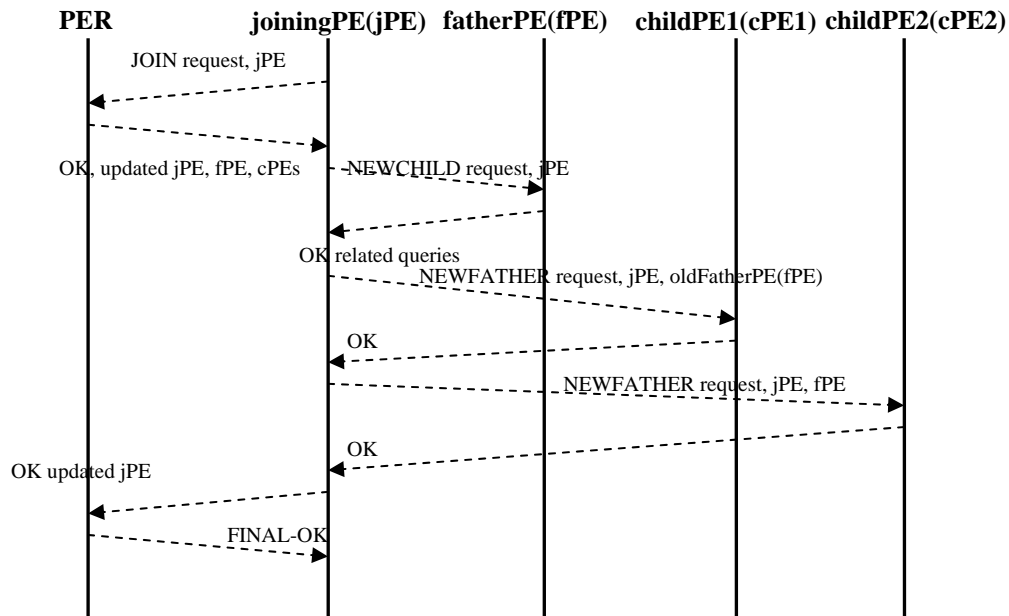 PER
joiningPE(jPE)
fatherPE(fPE)
childPE1(cPE1)
childPE2(cPE2)
JOIN request, jPE
OK, updated jPE, fPE, cPEs
NEWCHILD request, jPE
OK related queries
NEWFATHER request, jPE, oldFatherPE(fPE)
OK
NEWFATHER request, jPE, fPE
OK
OK updated jPE
FINAL-OK